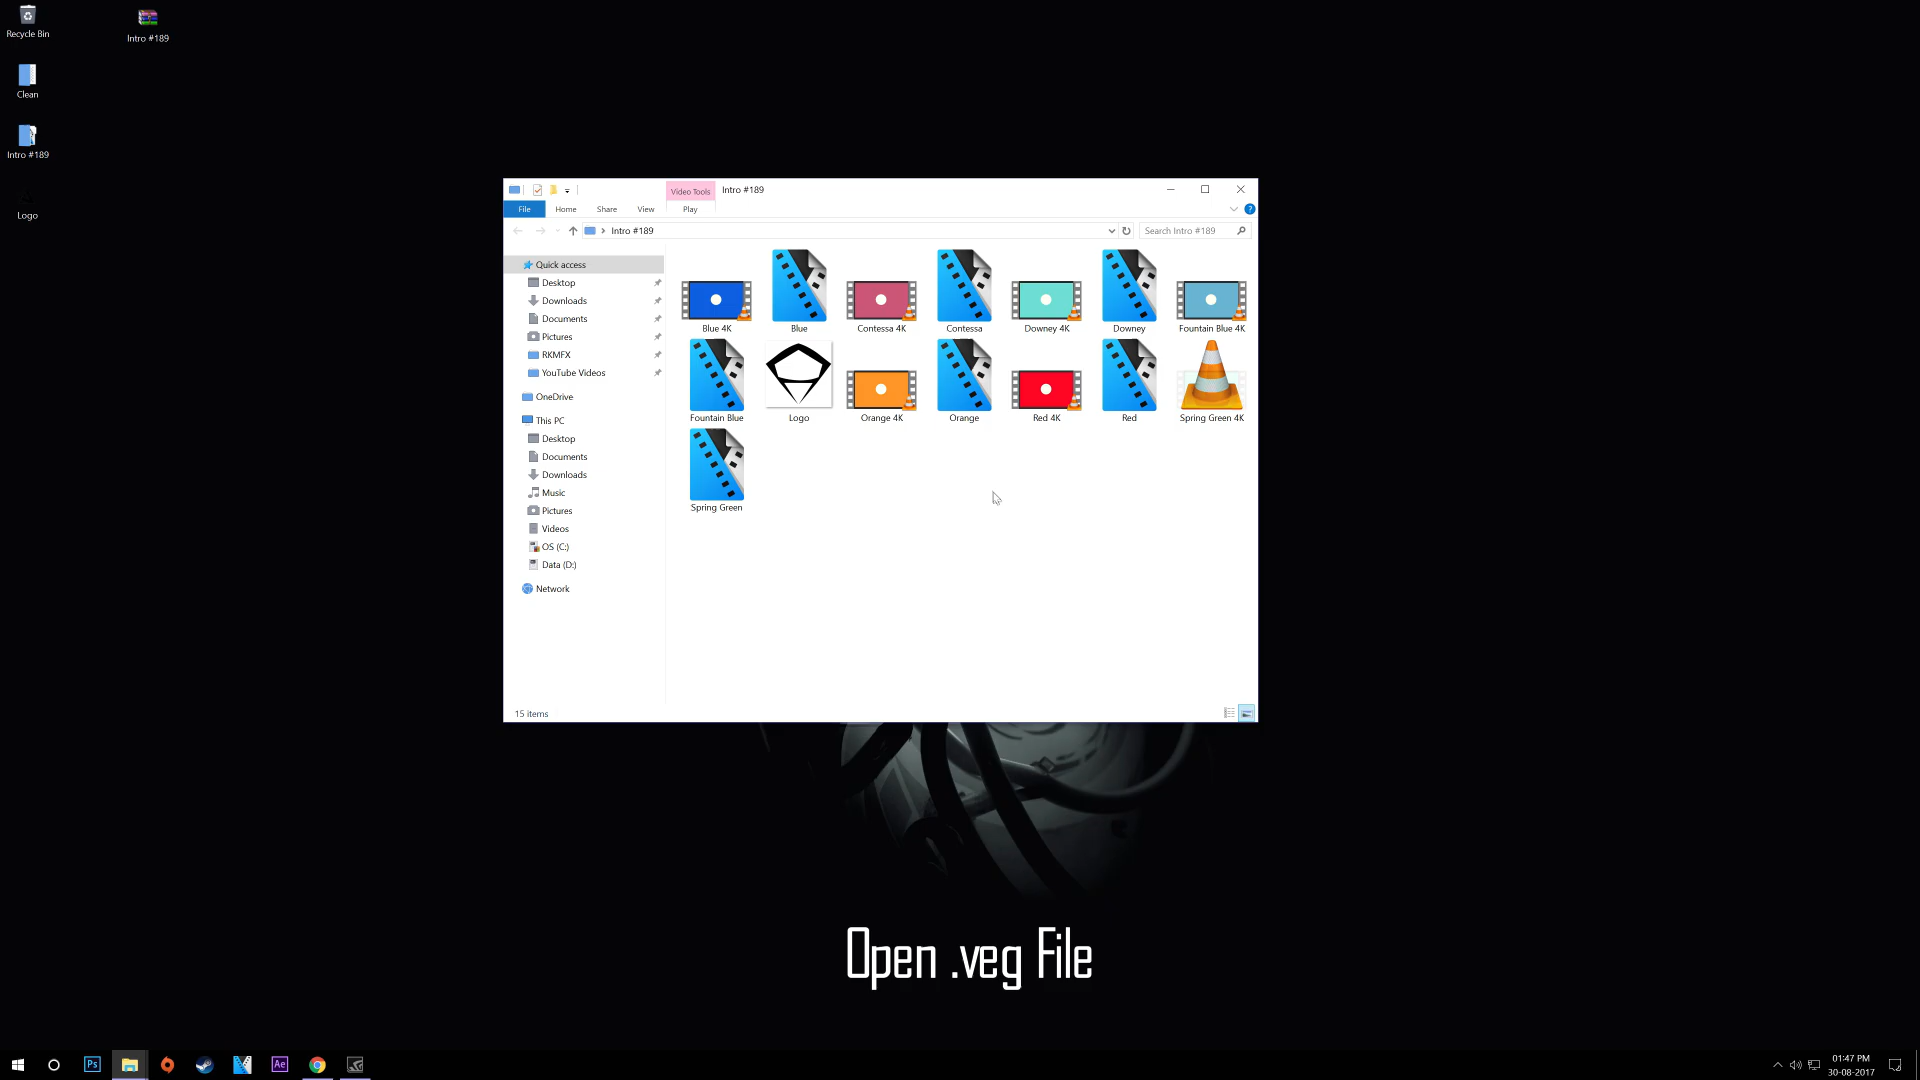 Recycle Bin
Intro #189
Clean
Intro #189
Logo
Video Tools
Intro #189
File
Home
Share
View
Play
?
Intro #189
Search Intro #189
Quick access
Desktop
Downloads
Documents
Pictures
RKMFX
YouTube Videos
OneDrive
This PC
Desktop
Documents
Downloads
Music
Pictures
Videos
OS (C:)
Data (D:)
Network
Blue 4K
Blue
Contessa 4K
Contessa
Downey 4K
Downey
Fountain Blue 4K
Fountain Blue
Logo
Orange 4K
Orange
Red 4K
Red
Spring Green 4K
Spring Green
15 items
Open .veg File
Ps
Ae
01:47 PM
30-08-2017